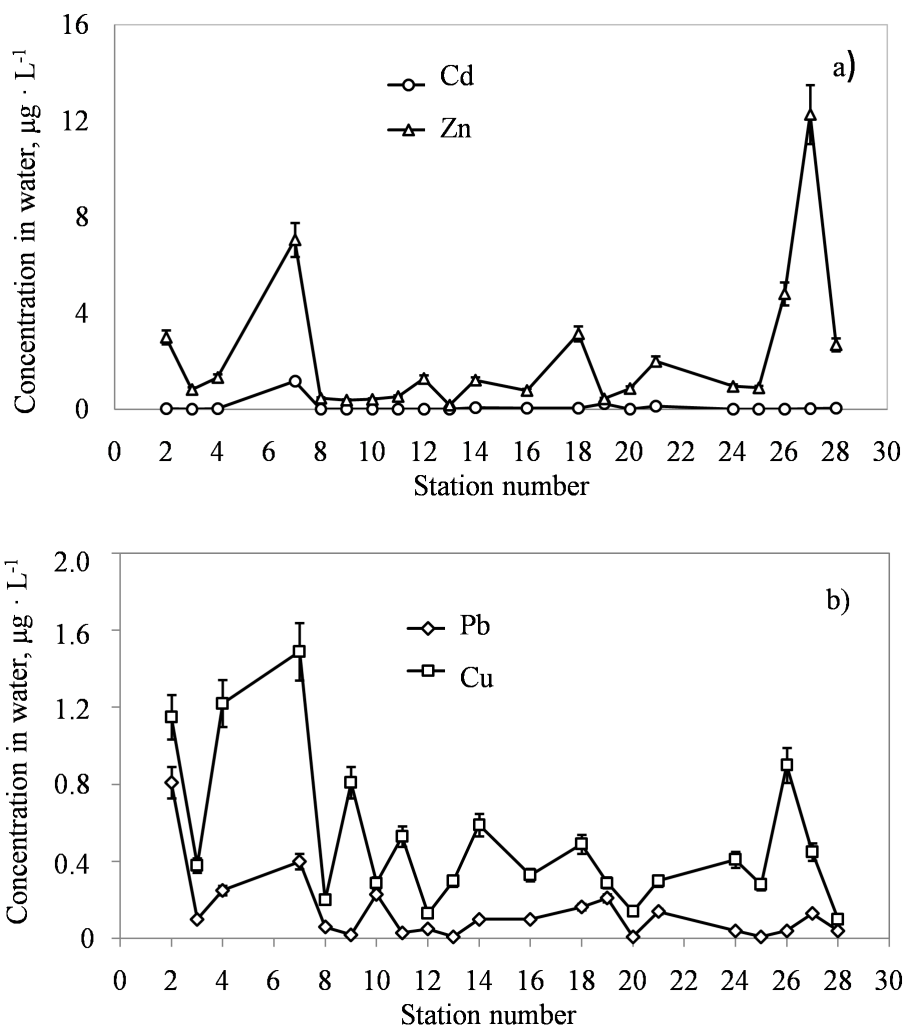 Concentration in water, µg · L-1
16
12
8
4
0
a)
Cd
Zn
0 2 4 6 8 10 12 14 16 18 20 22 24 26 28 30
Station number
Concentration in water, µg · L-1
2.0
1.6
1.2
0.8
0.4
0
b)
Pb
Cu
0 2 4 6 8 10 12 14 16 18 20 22 24 26 28 30
Station number